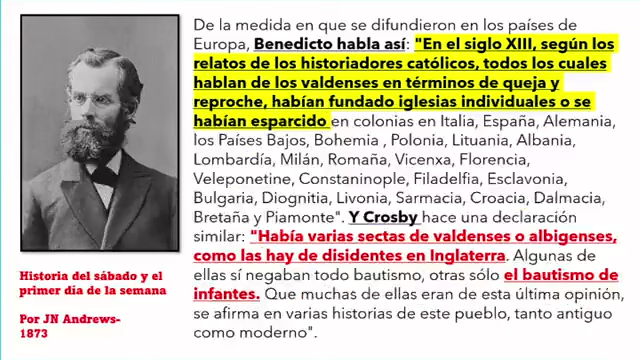 De la medida en que se difundieron en los países de
Europa, Benedicto habla así: "En el siglo XIII, según los
relatos de los historiadores católicos, todos los cuales
hablan de los valdenses en términos de queja y
reproche, habían fundado iglesias individuales o se
habían esparcido en colonias en Italia, España, Alemania,
los Países Bajos, Bohemia , Polonia, Lituania, Albania,
Lombardía, Milán, Romaña, Vicenxa, Florencia,
Veleponetine, Constaninople, Filadelfia, Esclavonia,
Bulgaria, Diognitia, Livonia, Sarmacia, Croacia, Dalmacia,
Bretaña y Piamonte". Y Crosby hace una declaración
similar: "Había varias sectas de valdenses o albigenses,
como las hay de disidentes en Inglaterra. Algunas de
ellas sí negaban todo bautismo, otras sólo el bautismo de
infantes. Que muchas de ellas eran de esta última opinión,
se afirma en varias historias de este pueblo, tanto antiguo
como moderno".
Historia del sábado y el
primer día de la semana
Por JN Andrews-
1873